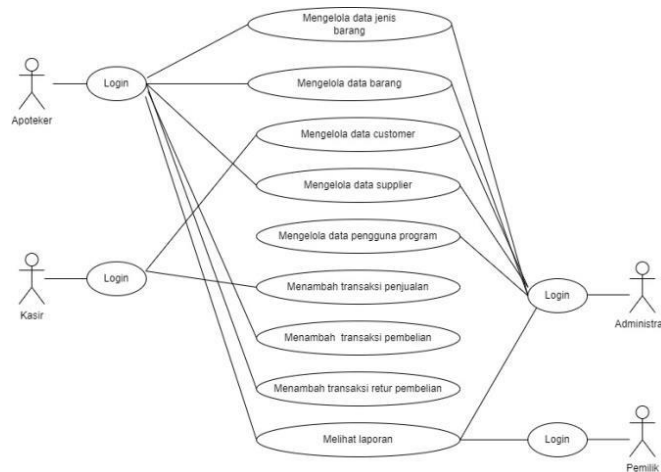 Mengelola data jenis
barang
Login
Mengelola data barang
Apoteker
Mengelola data customer
Mengelola data supplier
Mengelola data pengguna program
Login
Menambah transaksi penjualan
Kasir
Login
Administra
Menambah transaksi pembelian
Menambah transaksi retur pembelian
Melihat laporan
Login
Pemilik